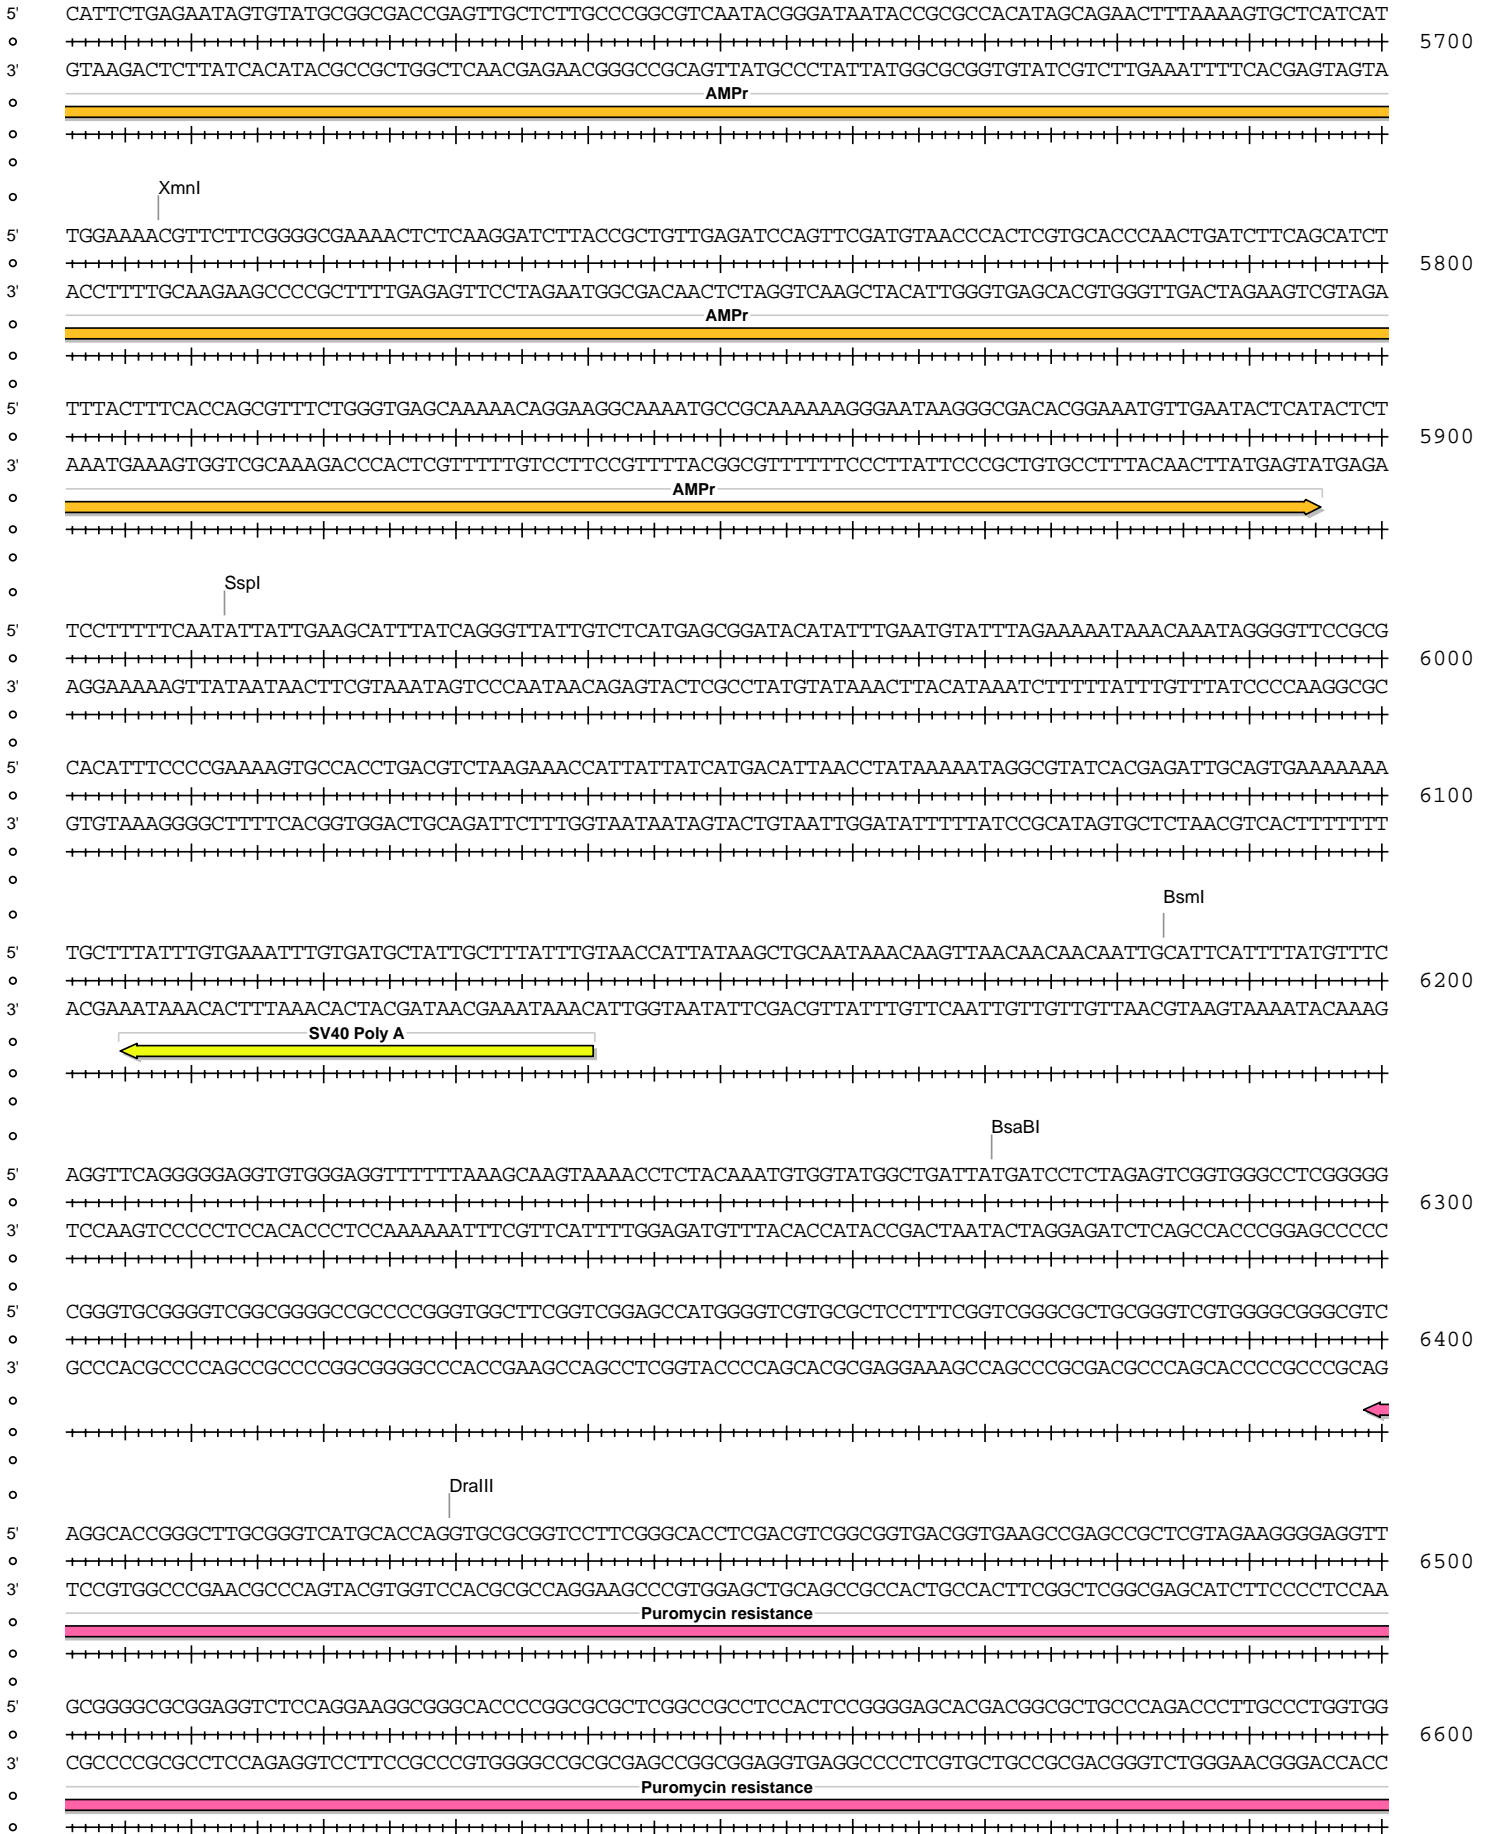 5' CATTCTGAGAATAGTGTATGCGGCGACCGAGTTGCTCTTGCCCGGCGTCAATACGGGATAATACCGCGCCACATAGCAGAACTTTAAAAGTGCTCATCAT
5700
3' GTAAGACTCTTATCACATACGCCGCTGGCTCAACGAGAACGGGCCGCAGTTATGCCCTATTATGGCGCGGTGTATCGTCTTGAAATTTTCACGAGTAGTA
AMPr
XmnI
5' TGGAAAACGTTCTTCGGGGCGAAAACTCTCAAGGATCTTACCGCTGTTGAGATCCAGTTCGATGTAACCCACTCGTGCACCCAACTGATCTTCAGCATCT
5800
3' ACCTTTTGCAAGAAGCCCCGCTTTTGAGAGTTCCTAGAATGGCGACAACTCTAGGTCAAGCTACATTGGGTGAGCACGTGGGTTGACTAGAAGTCGTAGA
AMPr
5' TTTACTTTCACCAGCGTTTCTGGGTGAGCAAAAACAGGAAGGCAAAATGCCGCAAAAAAGGGAATAAGGGCGACACGGAAATGTTGAATACTCATACTCT
5900
3' AAATGAAAGTGGTCGCAAAGACCCACTCGTTTTTGTCCTTCCGTTTTACGGCGTTTTTTCCCTTATTCCCGCTGTGCCTTTACAACTTATGAGTATGAGA
AMPr
SspI
5' TCCTTTTTCAATATTATTGAAGCATTTATCAGGGTTATTGTCTCATGAGCGGATACATATTTGAATGTATTTAGAAAAATAAACAAATAGGGGTTCCGCG
6000
3' AGGAAAAAGTTATAATAACTTCGTAAATAGTCCCAATAACAGAGTACTCGCCTATGTATAAACTTACATAAATCTTTTTATTTGTTTATCCCCAAGGCGC
5' CACATTTCCCCGAAAAGTGCCACCTGACGTCTAAGAAACCATTATTATCATGACATTAACCTATAAAAATAGGCGTATCACGAGATTGCAGTGAAAAAAA
6100
3' GTGTAAAGGGGCTTTTCACGGTGGACTGCAGATTCTTTGGTAATAATAGTACTGTAATTGGATATTTTTATCCGCATAGTGCTCTAACGTCACTTTTTTT
BsmI
5' TGCTTTATTTGTGAAATTTGTGATGCTATTGCTTTATTTGTAACCATTATAAGCTGCAATAAACAAGTTAACAACAACAATTGCATTCATTTTATGTTTC
6200
3' ACGAAATAAACACTTTAAACACTACGATAACGAAATAAACATTGGTAATATTCGACGTTATTTGTTCAATTGTTGTTGTTAACGTAAGTAAAATACAAAG
SV40 Poly A
BsaBI
5' AGGTTCAGGGGGAGGTGTGGGAGGTTTTTTAAAGCAAGTAAAACCTCTACAAATGTGGTATGGCTGATTATGATCCTCTAGAGTCGGTGGGCCTCGGGGG
6300
3' TCCAAGTCCCCCTCCACACCCTCCAAAAAATTTCGTTCATTTTGGAGATGTTTACACCATACCGACTAATACTAGGAGATCTCAGCCACCCGGAGCCCCC
5' CGGGTGCGGGGTCGGCGGGGCCGCCCCGGGTGGCTTCGGTCGGAGCCATGGGGTCGTGCGCTCCTTTCGGTCGGGCGCTGCGGGTCGTGGGGCGGGCGTC
6400
3' GCCCACGCCCCAGCCGCCCCGGCGGGGCCCACCGAAGCCAGCCTCGGTACCCCAGCACGCGAGGAAAGCCAGCCCGCGACGCCCAGCACCCCGCCCGCAG
DraIII
5' AGGCACCGGGCTTGCGGGTCATGCACCAGGTGCGCGGTCCTTCGGGCACCTCGACGTCGGCGGTGACGGTGAAGCCGAGCCGCTCGTAGAAGGGGAGGTT
6500
3' TCCGTGGCCCGAACGCCCAGTACGTGGTCCACGCGCCAGGAAGCCCGTGGAGCTGCAGCCGCCACTGCCACTTCGGCTCGGCGAGCATCTTCCCCTCCAA
Puromycin resistance
5' GCGGGGCGCGGAGGTCTCCAGGAAGGCGGGCACCCCGGCGCGCTCGGCCGCCTCCACTCCGGGGAGCACGACGGCGCTGCCCAGACCCTTGCCCTGGTGG
6600
3' CGCCCCGCGCCTCCAGAGGTCCTTCCGCCCGTGGGGCCGCGCGAGCCGGCGGAGGTGAGGCCCCTCGTGCTGCCGCGACGGGTCTGGGAACGGGACCACC
Puromycin resistance